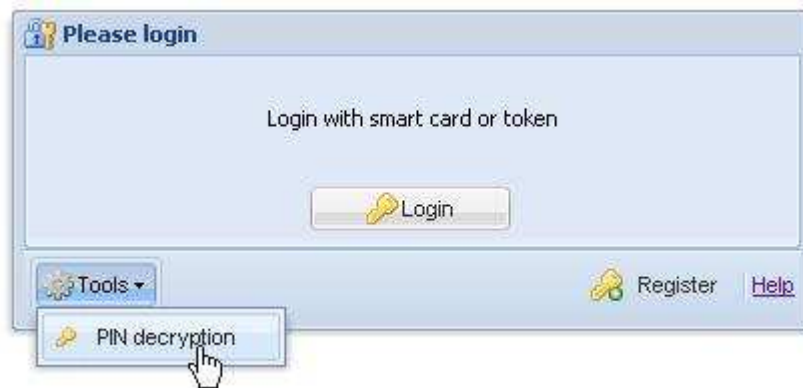 Please login
Login with smart card or token
Login
Tools Register Help
PIN decryption